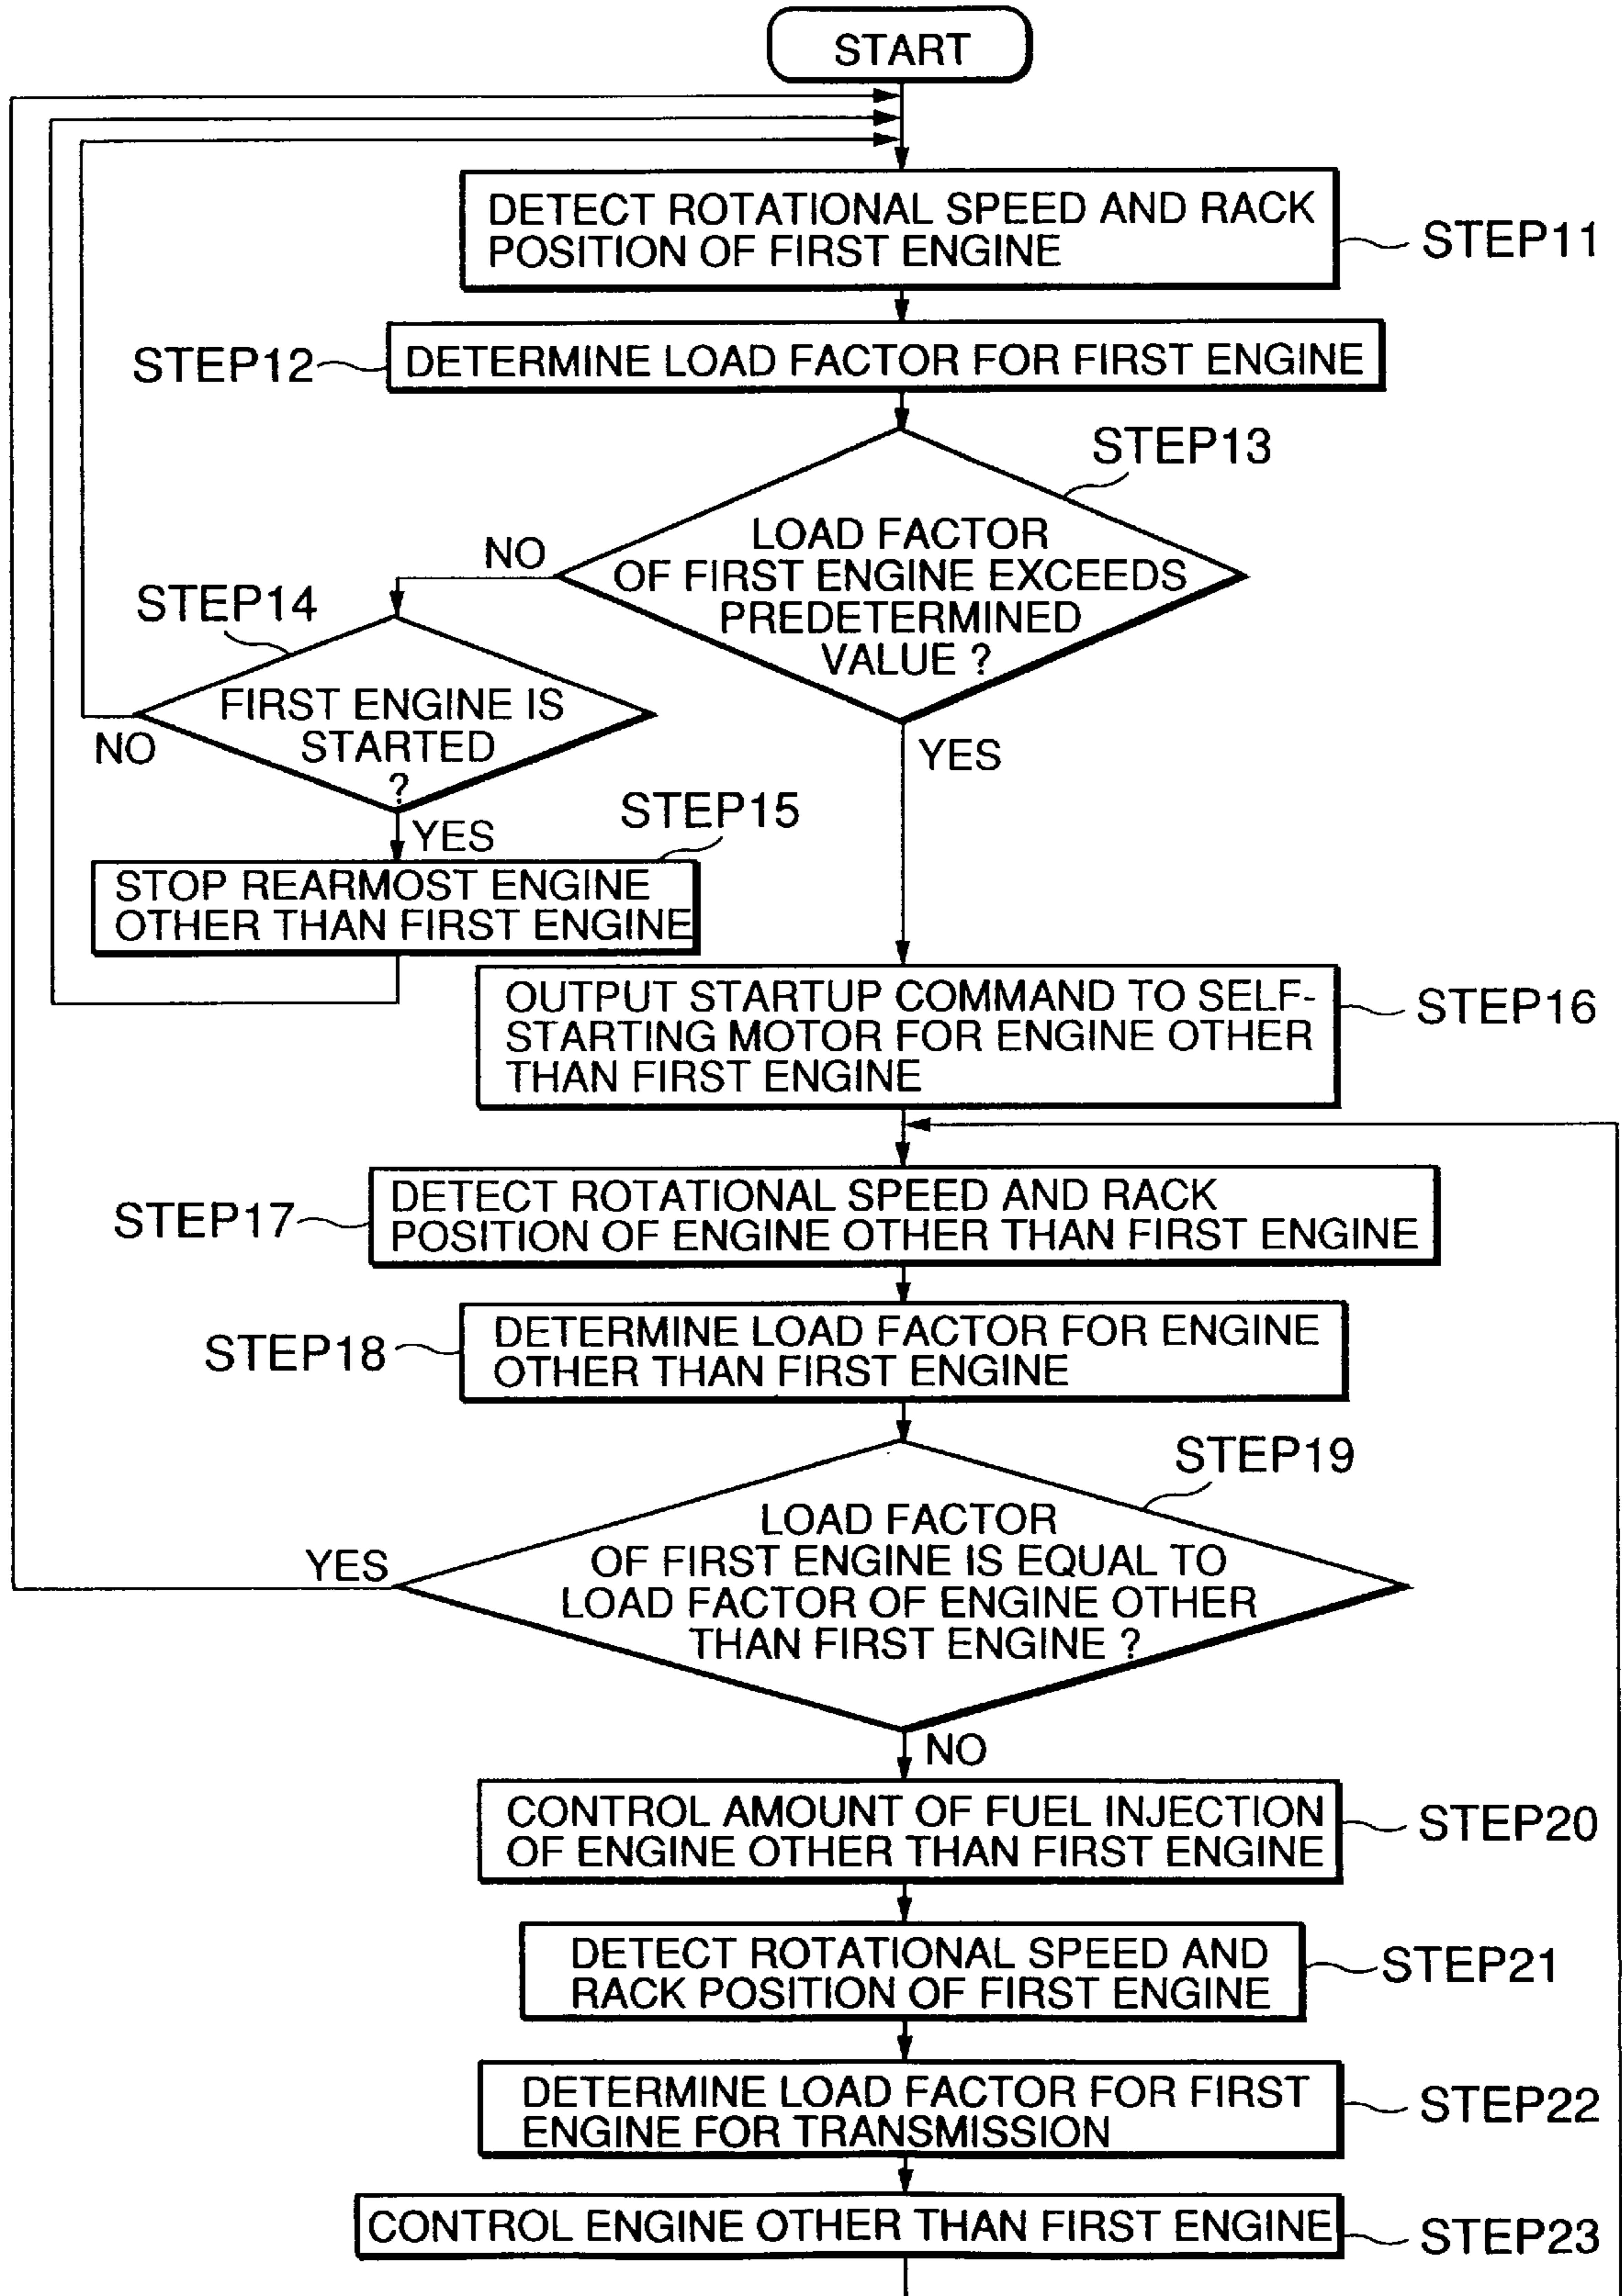 START
DETECT ROTATIONAL SPEED AND RACK
POSITION OF FIRST ENGINE
STEP11
STEP12
DETERMINE LOAD FACTOR FOR FIRST ENGINE
STEP13
LOAD FACTOR
OF FIRST ENGINE EXCEEDS
PREDETERMINED
VALUE ?
NO
YES
STEP14
FIRST ENGINE IS
STARTED
?
NO
YES
STEP15
STOP REARMOST ENGINE
OTHER THAN FIRST ENGINE
OUTPUT STARTUP COMMAND TO SELF-
STARTING MOTOR FOR ENGINE OTHER
THAN FIRST ENGINE
STEP16
STEP17
DETECT ROTATIONAL SPEED AND RACK
POSITION OF ENGINE OTHER THAN FIRST ENGINE
STEP18
DETERMINE LOAD FACTOR FOR ENGINE
OTHER THAN FIRST ENGINE
STEP19
LOAD FACTOR
OF FIRST ENGINE IS EQUAL TO
LOAD FACTOR OF ENGINE OTHER
THAN FIRST ENGINE ?
YES
NO
CONTROL AMOUNT OF FUEL INJECTION
OF ENGINE OTHER THAN FIRST ENGINE
STEP20
DETECT ROTATIONAL SPEED AND
RACK POSITION OF FIRST ENGINE
STEP21
DETERMINE LOAD FACTOR FOR FIRST
ENGINE FOR TRANSMISSION
STEP22
CONTROL ENGINE OTHER THAN FIRST ENGINE
STEP23